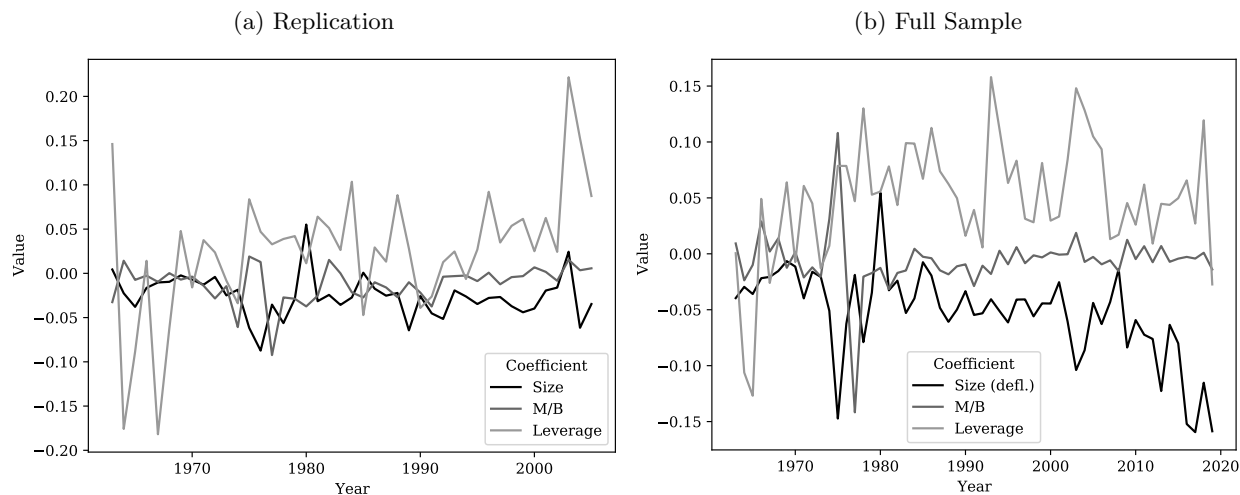 (a) Replication
0.20
0.15
0.10
0.05
0.00
−0.05
−0.10
−0.15
−0.20
Value
1970
1980
1990
2000
Year
Coefficient
Size
M/B
Leverage
(b) Full Sample
0.15
0.10
0.05
0.00
−0.05
−0.10
−0.15
Value
1970
1980
1990
2000
2010
2020
Year
Coefficient
Size (defl.)
M/B
Leverage